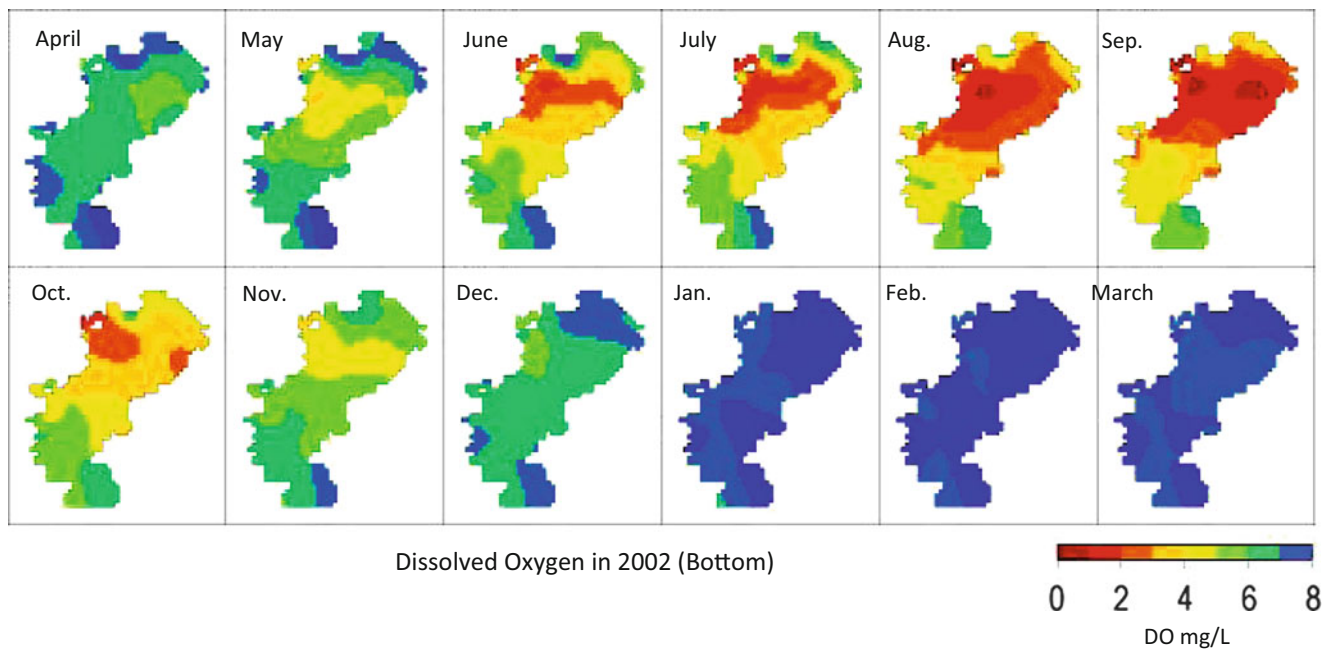 April
May
June
July
Aug.
Sep.
Oct.
Nov.
Dec.
Jan.
Feb.
March
Dissolved Oxygen in 2002 (Bottom)
0 2 4 6 8
DO mg/L